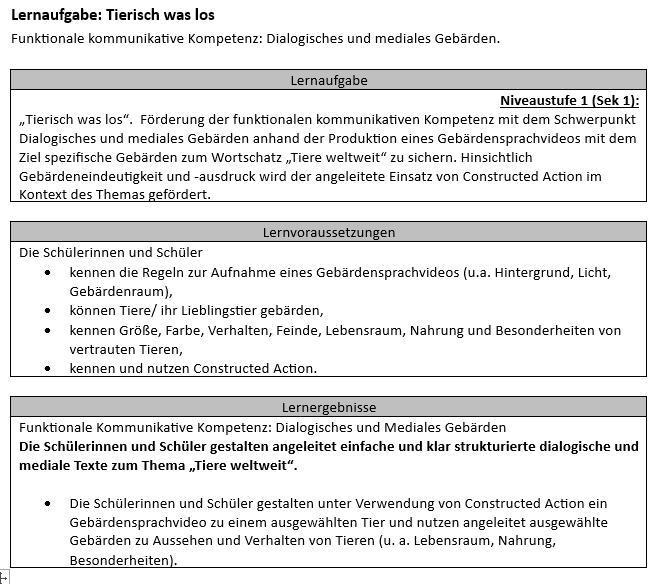 Lernaufgabe: Tierisch was los
Funktionale kommunikative Kompetenz: Dialogisches und mediales Gebärden.
Lernaufgabe
Niveaustufe 1 (Sek 1):
„Tierisch was los“.  Förderung der funktionalen kommunikativen Kompetenz mit dem Schwerpunkt
Dialogisches und mediales Gebärden anhand der Produktion eines Gebärdensprachvideos mit dem
Ziel spezifische Gebärden zum Wortschatz „Tiere weltweit“ zu sichern. Hinsichtlich
Gebärdeneindeutigkeit und -ausdruck wird der angeleitete Einsatz von Constructed Action im
Kontext des Themas gefördert.
Lernvoraussetzungen
Die Schülerinnen und Schüler
• kennen die Regeln zur Aufnahme eines Gebärdensprachvideos (u.a. Hintergrund, Licht,
Gebärdenraum),
• können Tiere/ ihr Lieblingstier gebärden,
• kennen Größe, Farbe, Verhalten, Feinde, Lebensraum, Nahrung und Besonderheiten von
vertrauten Tieren,
• kennen und nutzen Constructed Action.
Lernergebnisse
Funktionale Kommunikative Kompetenz: Dialogisches und Mediales Gebärden
Die Schülerinnen und Schüler gestalten angeleitet einfache und klar strukturierte dialogische und
mediale Texte zum Thema „Tiere weltweit“.
• Die Schülerinnen und Schüler gestalten unter Verwendung von Constructed Action ein
Gebärdensprachvideo zu einem ausgewählten Tier und nutzen angeleitet ausgewählte
Gebärden zu Aussehen und Verhalten von Tieren (u. a. Lebensraum, Nahrung,
Besonderheiten).